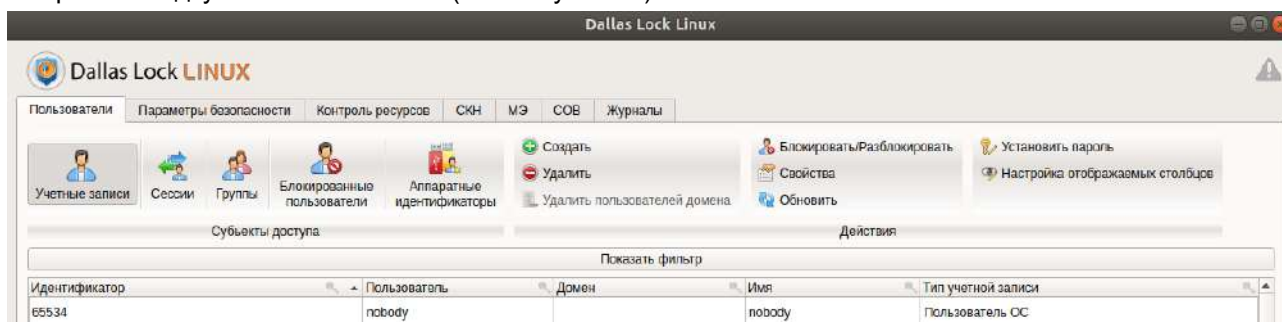 Dallas Lock Linux
Dallas Lock LINUX
Пользователи Параметры безопасности Контроль ресурсов СКН МЭ СОВ Журналы
Учетные записи Сессии Группы Блокированные пользователи Аппаратные идентификаторы
Создать
Удалить
Удалить пользователей домена
Блокировать/Разблокировать
Свойства
Обновить
Установить пароль
Настройка отображаемых столбцов
Субъекты доступа Действия
Показать фильтр
Идентификатор Пользователь Домен Имя Тип учетной записи
65534 nobody nobody Пользователь ОС